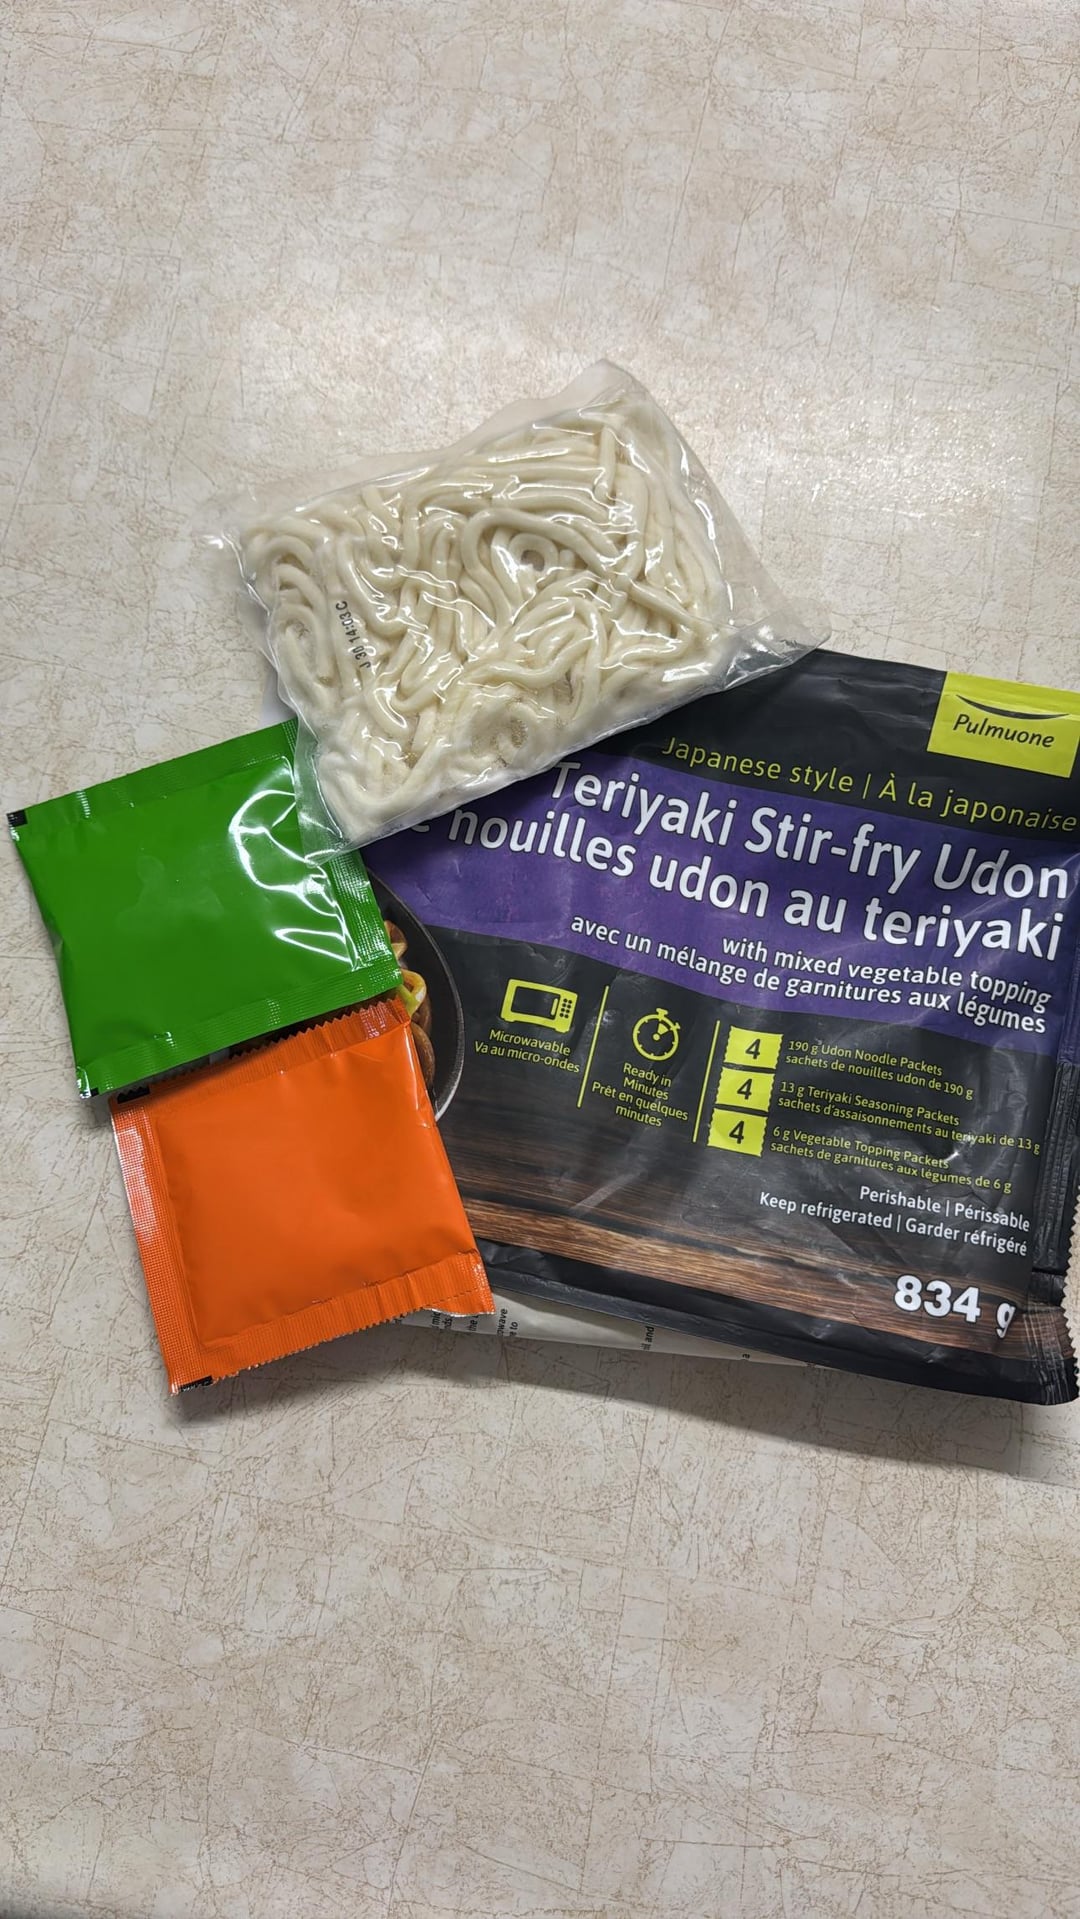 J 30 14:03 C
Pulmuone
Japanese style | À la japonaise
Teriyaki Stir-fry Udon
nouilles udon au teriyaki
with mixed vegetable topping
avec un mélange de garnitures aux légumes
Microwavable
Va au micro-ondes
Ready in
Minutes
Prêt en quelques
minutes
4
190 g Udon Noodle Packets
sachets de nouilles udon de 190 g
4
13 g Teriyaki Seasoning Packets
sachets d'assaisonnements au teriyaki de 13 g
4
6 g Vegetable Topping Packets
sachets de garnitures aux légumes de 6 g
Perishable | Périssable
Keep refrigerated | Garder réfrigéré
834 g